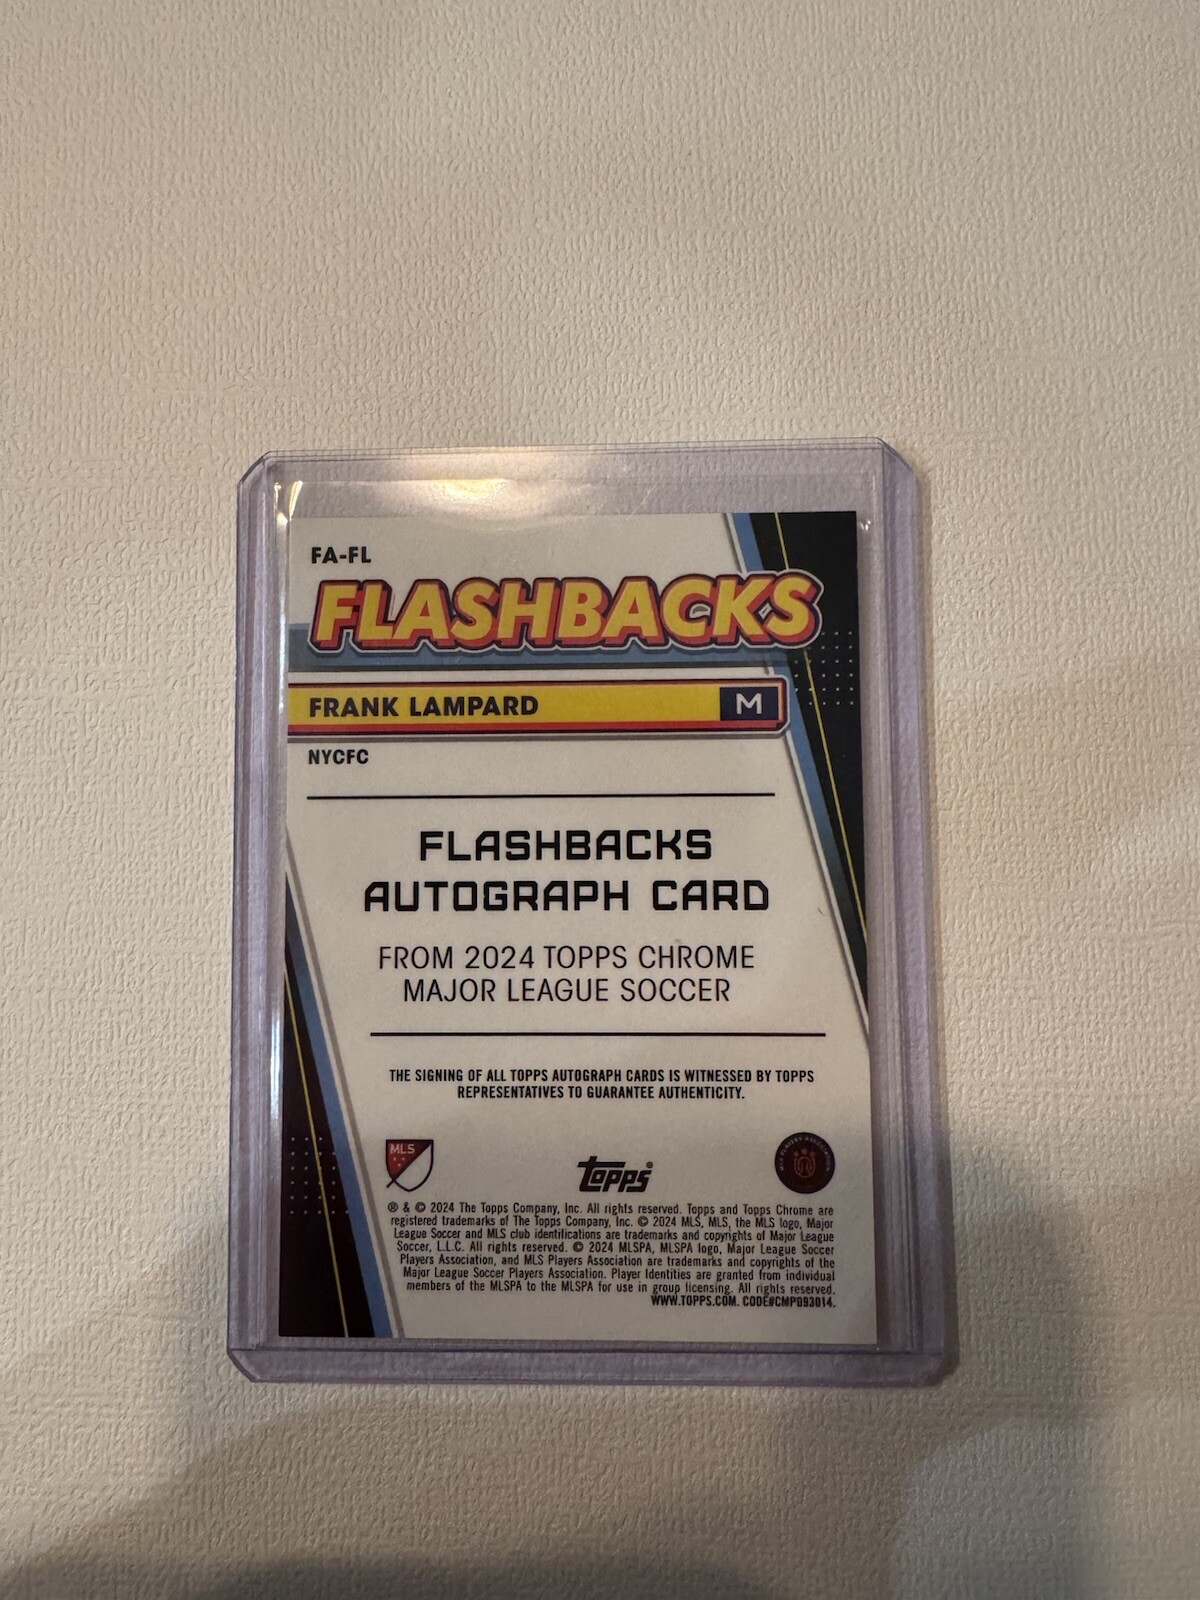 FA-FL
FLASHBACKS
FRANK LAMPARD M
NYCFC
FLASHBACKS
AUTOGRAPH CARD
FROM 2024 TOPPS CHROME
MAJOR LEAGUE SOCCER
THE SIGNING OF ALL TOPPS AUTOGRAPH CARDS IS WITNESSED BY TOPPS
REPRESENTATIVES TO GUARANTEE AUTHENTICITY.
MLS
topps®
® & © 2024 The Topps Company, Inc. All rights reserved. Topps and Topps Chrome are
registered trademarks of The Topps Company, Inc. © 2024 MLS, MLS, the MLS logo, Major
League Soccer and MLS club identifications are trademarks and copyrights of Major League
Soccer, L.L.C. All rights reserved. © 2024 MLSPA, MLSPA logo, Major League Soccer
Players Association, and MLS Players Association are trademarks and copyrights of the
Major League Soccer Players Association. Player Identities are granted from individual
members of the MLSPA to the MLSPA for use in group licensing. All rights reserved.
WWW.TOPPS.COM. CODE#CMP093014.